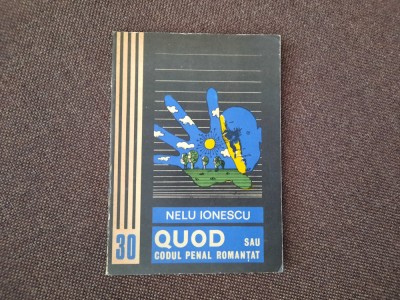 NELU IONESCU
30
QUOD SAU
CODUL PENAL ROMANȚAT